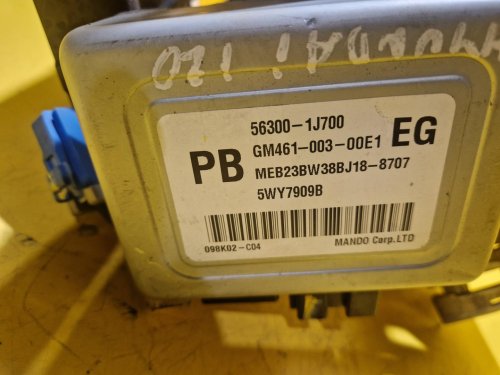 HYUNDAI i20
56300-1J700
PB GM461-003-00E1 EG
MEB23BW38BJ18-8707
5WY7909B
098K02-C04 MANDO Corp.LTD